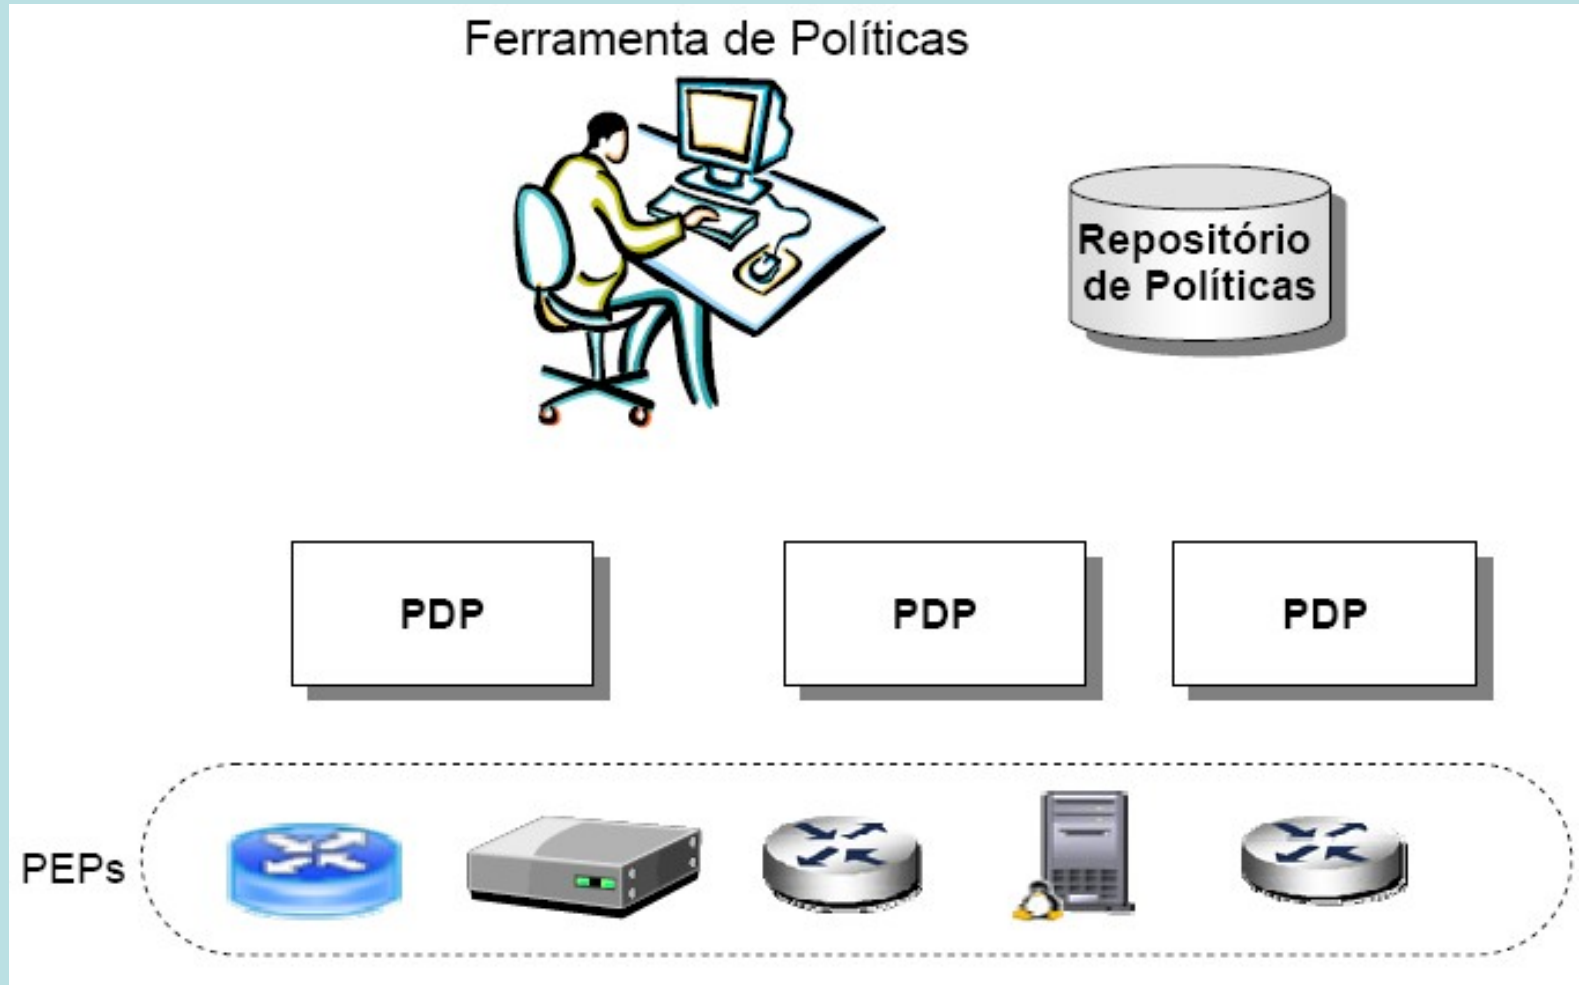 Ferramenta de Políticas
Repositório
de Políticas
PDP
PDP
PDP
PEPs